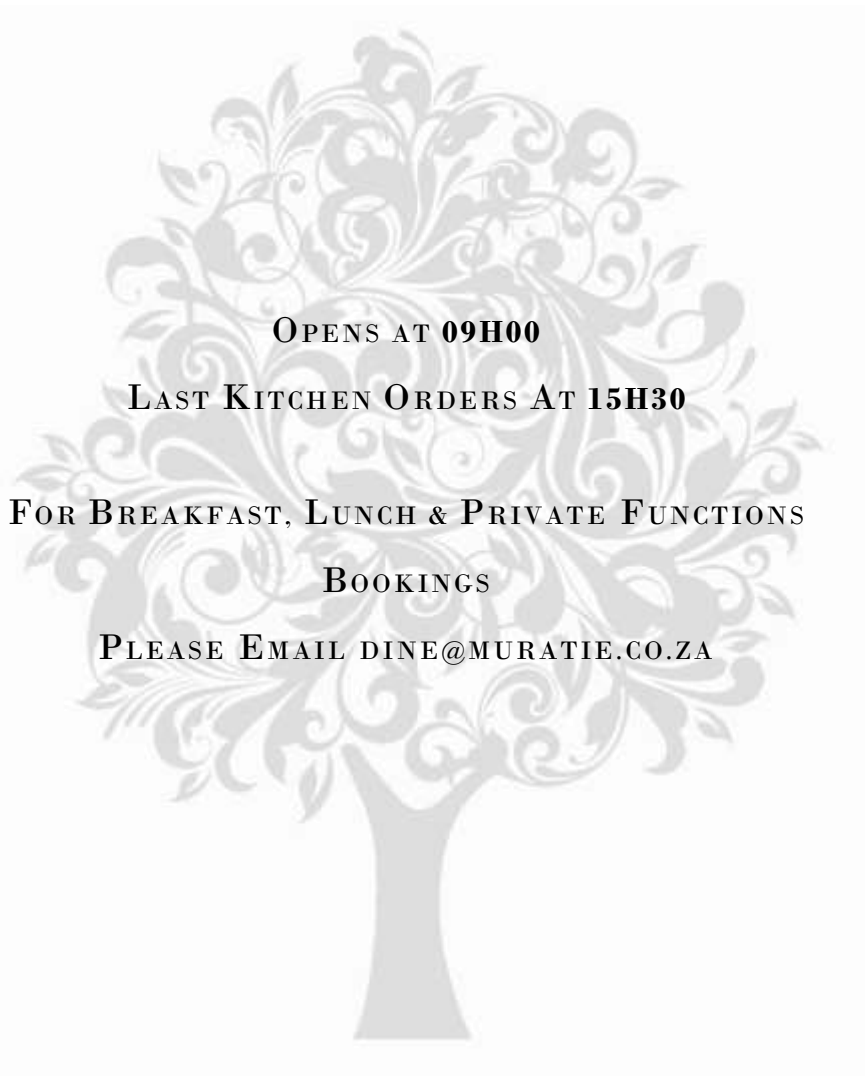 Opens at 09H00
Last Kitchen Orders At 15H30
For Breakfast, Lunch & Private Functions
Bookings
Please Email dine@muratie.co.za